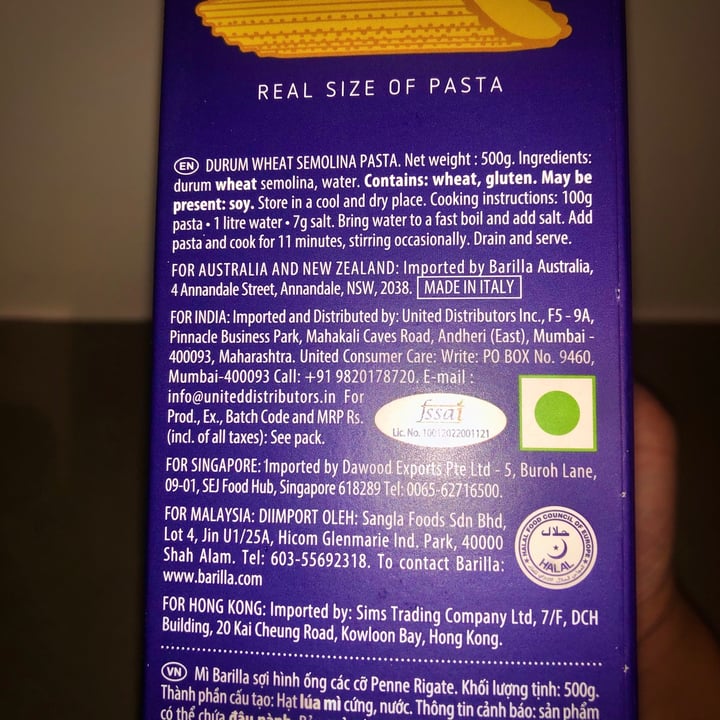 REAL SIZE OF PASTA
EN DURUM WHEAT SEMOLINA PASTA. Net weight : 500g. Ingredients:
durum wheat semolina, water. Contains: wheat, gluten. May be
present: soy. Store in a cool and dry place. Cooking instructions: 100g
pasta • 1 litre water • 7g salt. Bring water to a fast boil and add salt. Add
pasta and cook for 11 minutes, stirring occasionally. Drain and serve.
FOR AUSTRALIA AND NEW ZEALAND: Imported by Barilla Australia,
4 Annandale Street, Annandale, NSW, 2038. MADE IN ITALY
FOR INDIA: Imported and Distributed by: United Distributors Inc., F5 - 9A,
Pinnacle Business Park, Mahakali Caves Road, Andheri (East), Mumbai -
400093, Maharashtra. United Consumer Care: Write: PO BOX No. 9460,
Mumbai-400093 Call: +91 9820178720. E-mail :
info@uniteddistributors.in For
Prod., Ex., Batch Code and MRP Rs.
(incl. of all taxes): See pack.
fssai
Lic. No. 10012022001121
FOR SINGAPORE: Imported by Dawood Exports Pte Ltd - 5, Buroh Lane,
09-01, SEJ Food Hub, Singapore 618289 Tel: 0065-62716500.
FOR MALAYSIA: DIIMPORT OLEH: Sangla Foods Sdn Bhd,
Lot 4, Jin U1/25A, Hicom Glenmarie Ind. Park, 40000
Shah Alam. Tel: 603-55692318. To contact Barilla:
www.barilla.com
HALAL FOOD COUNCIL OF EUROPE
حلال
HALAL
FOR HONG KONG: Imported by: Sims Trading Company Ltd, 7/F, DCH
Building, 20 Kai Cheung Road, Kowloon Bay, Hong Kong.
VN Mì Barilla sợi hình ống các cỡ Penne Rigate. Khối lượng tịnh: 500g.
Thành phần cấu tạo: Hạt lúa mì cứng, nước. Thông tin cảnh báo: sản phẩm
có thể chứa đậu nành.